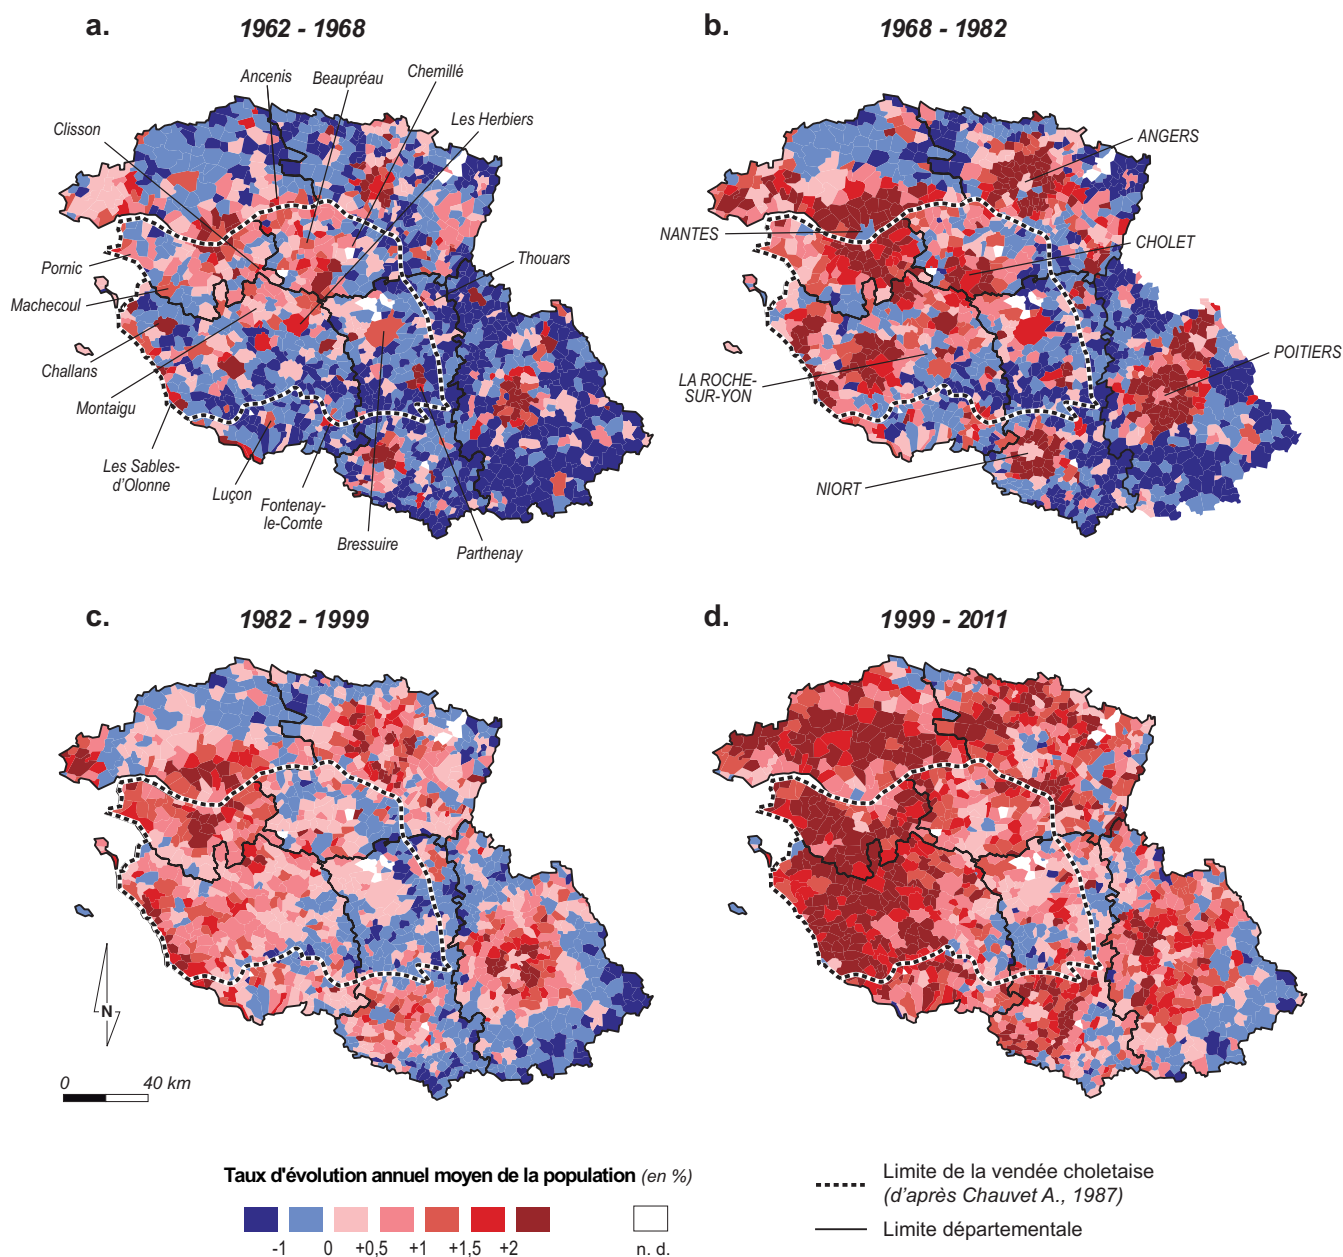 a.
1962 - 1968
b.
1968 - 1982
Ancenis
Beaupréau
Chemillé
Clisson
Les Herbiers
Pornic
Machecoul
Challans
Montaigu
Les Sables-
d'Olonne
Luçon
Fontenay-
le-Comte
Bressuire
Parthenay
Thouars
ANGERS
NANTES
CHOLET
LA ROCHE-
SUR-YON
POITIERS
NIORT
c.
1982 - 1999
d.
1999 - 2011
N
0 40 km
Taux d'évolution annuel moyen de la population (en %)
-1 0 +0,5 +1 +1,5 +2
n. d.
Limite de la vendée choletaise
(d'après Chauvet A., 1987)
Limite départementale